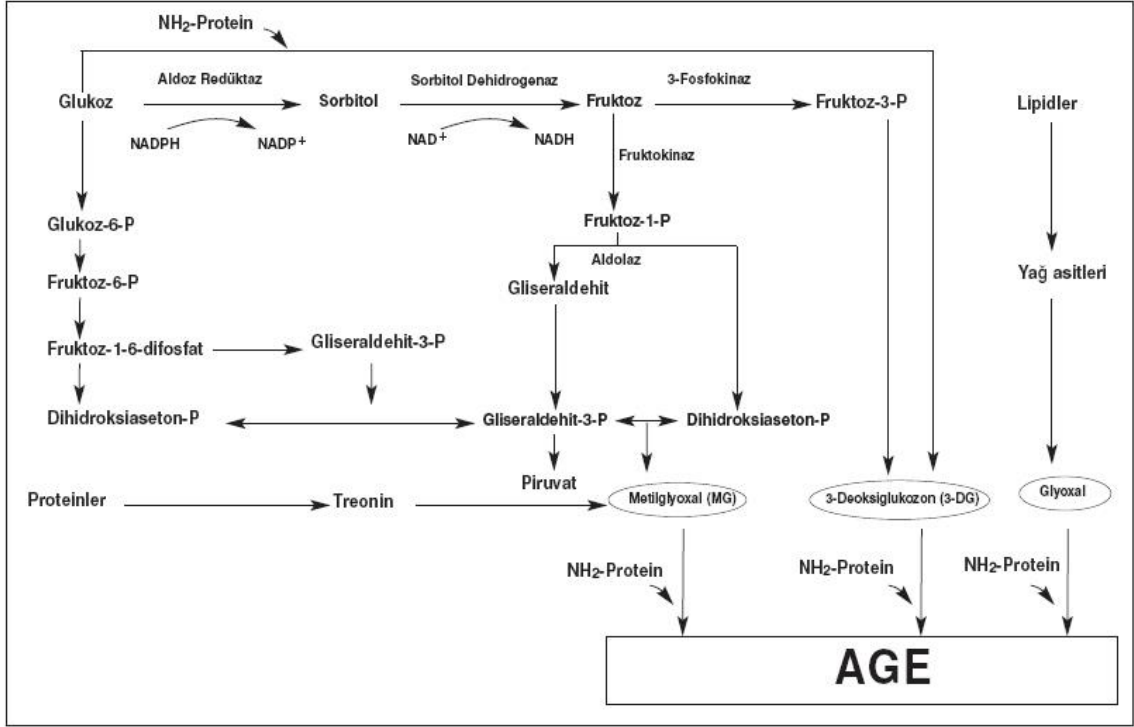 NH₂-Protein
Aldoz Redüktaz
Sorbitol Dehidrogenaz
3-Fosfokinaz
Glukoz
Sorbitol
Fruktoz
Fruktoz-3-P
Lipidler
NADPH
NADP+
NAD+
NADH
Fruktokinaz
Glukoz-6-P
Fruktoz-1-P
Aldolaz
Fruktoz-6-P
Gliseraldehit
Yağ asitleri
Fruktoz-1-6-difosfat
Gliseraldehit-3-P
Dihidroksiaseton-P
Gliseraldehit-3-P
Dihidroksiaseton-P
Piruvat
Proteinler
Treonin
Metilglyoxal (MG)
3-Deoksiglukozon (3-DG)
Glyoxal
NH₂-Protein
NH₂-Protein
NH₂-Protein
AGE